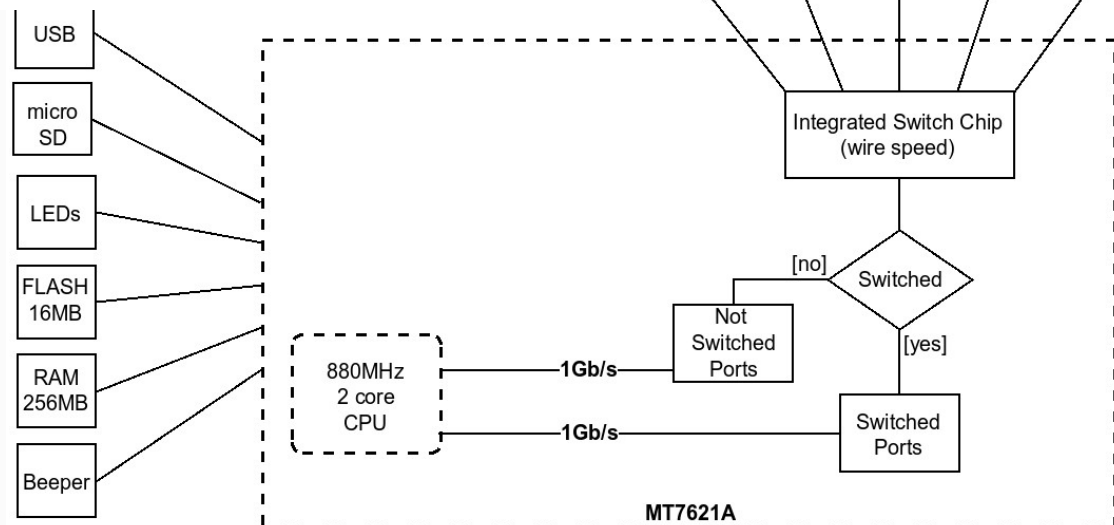 USB
micro
SD
LEDs
FLASH
16MB
RAM
256MB
Beeper
Integrated Switch Chip
(wire speed)
[no]
Switched
[yes]
Not
Switched
Ports
1Gb/s
880MHz
2 core
CPU
1Gb/s
Switched
Ports
MT7621A